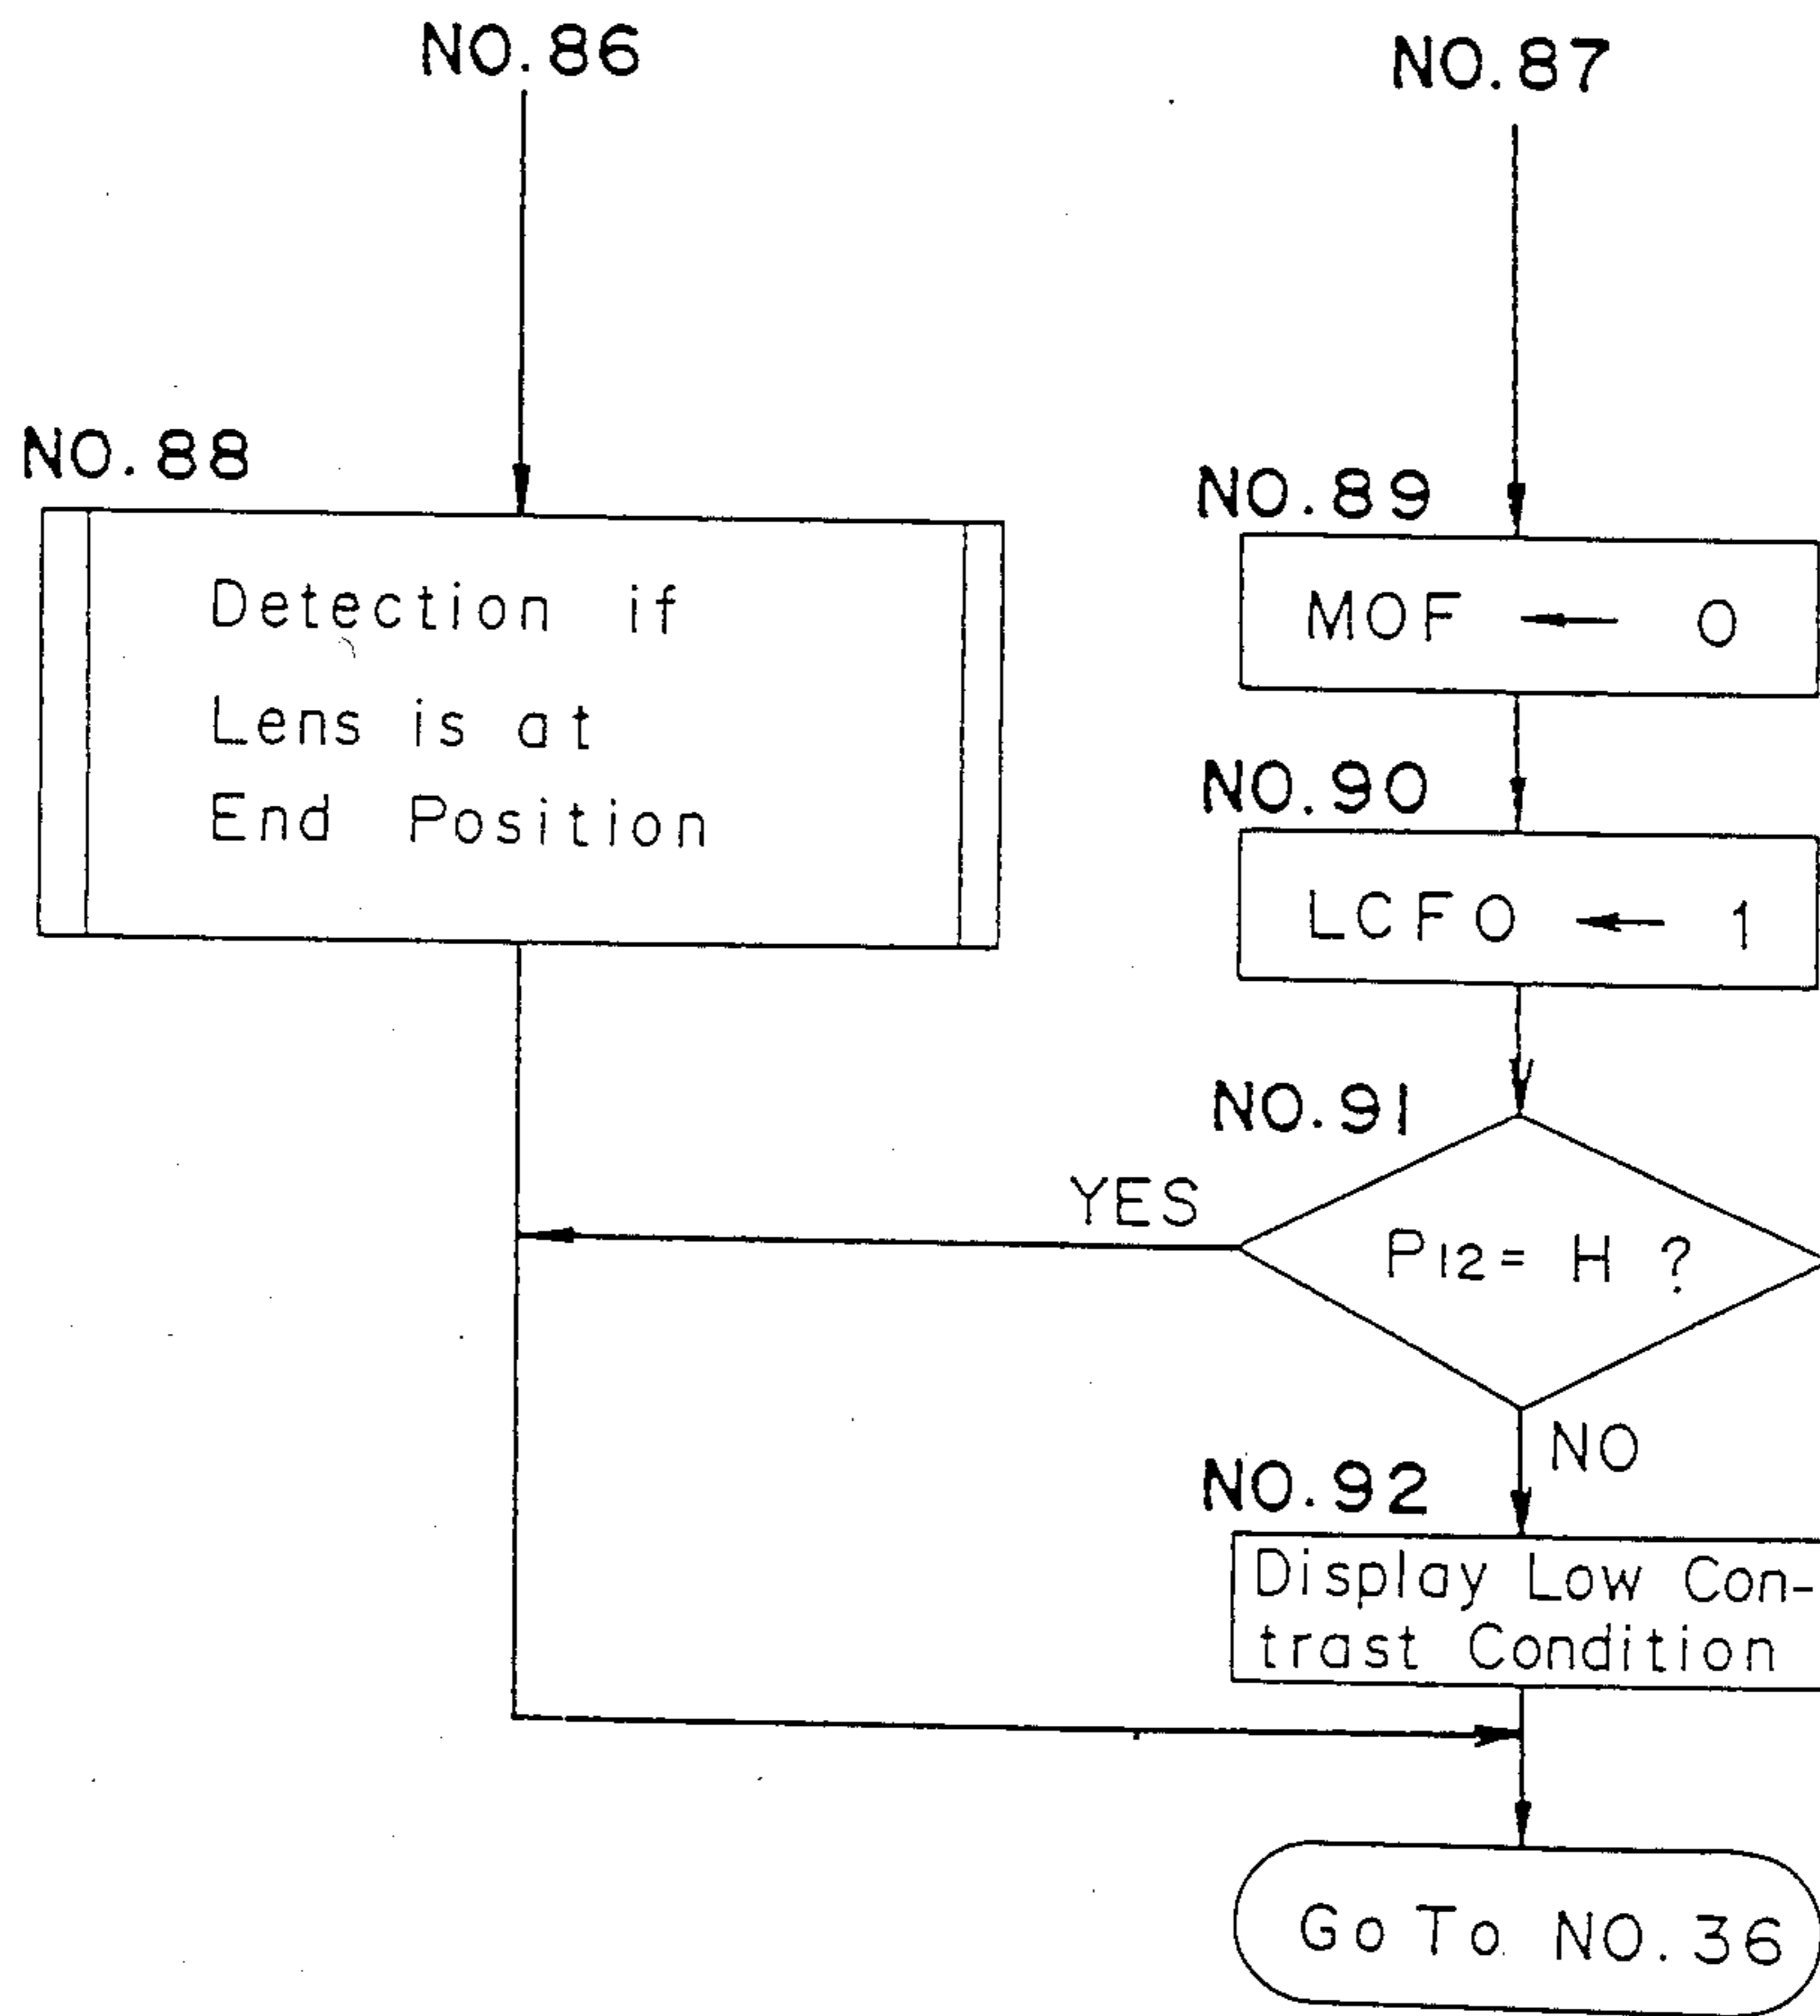 NO.86
NO.87
NO.88
Detection if
Lens is at
End Position
NO.89
MOF ← 0
NO.90
LCFO ← 1
NO.91
YES
P12= H ?
NO
NO.92
Display Low Con-
trast Condition
Go To NO.36